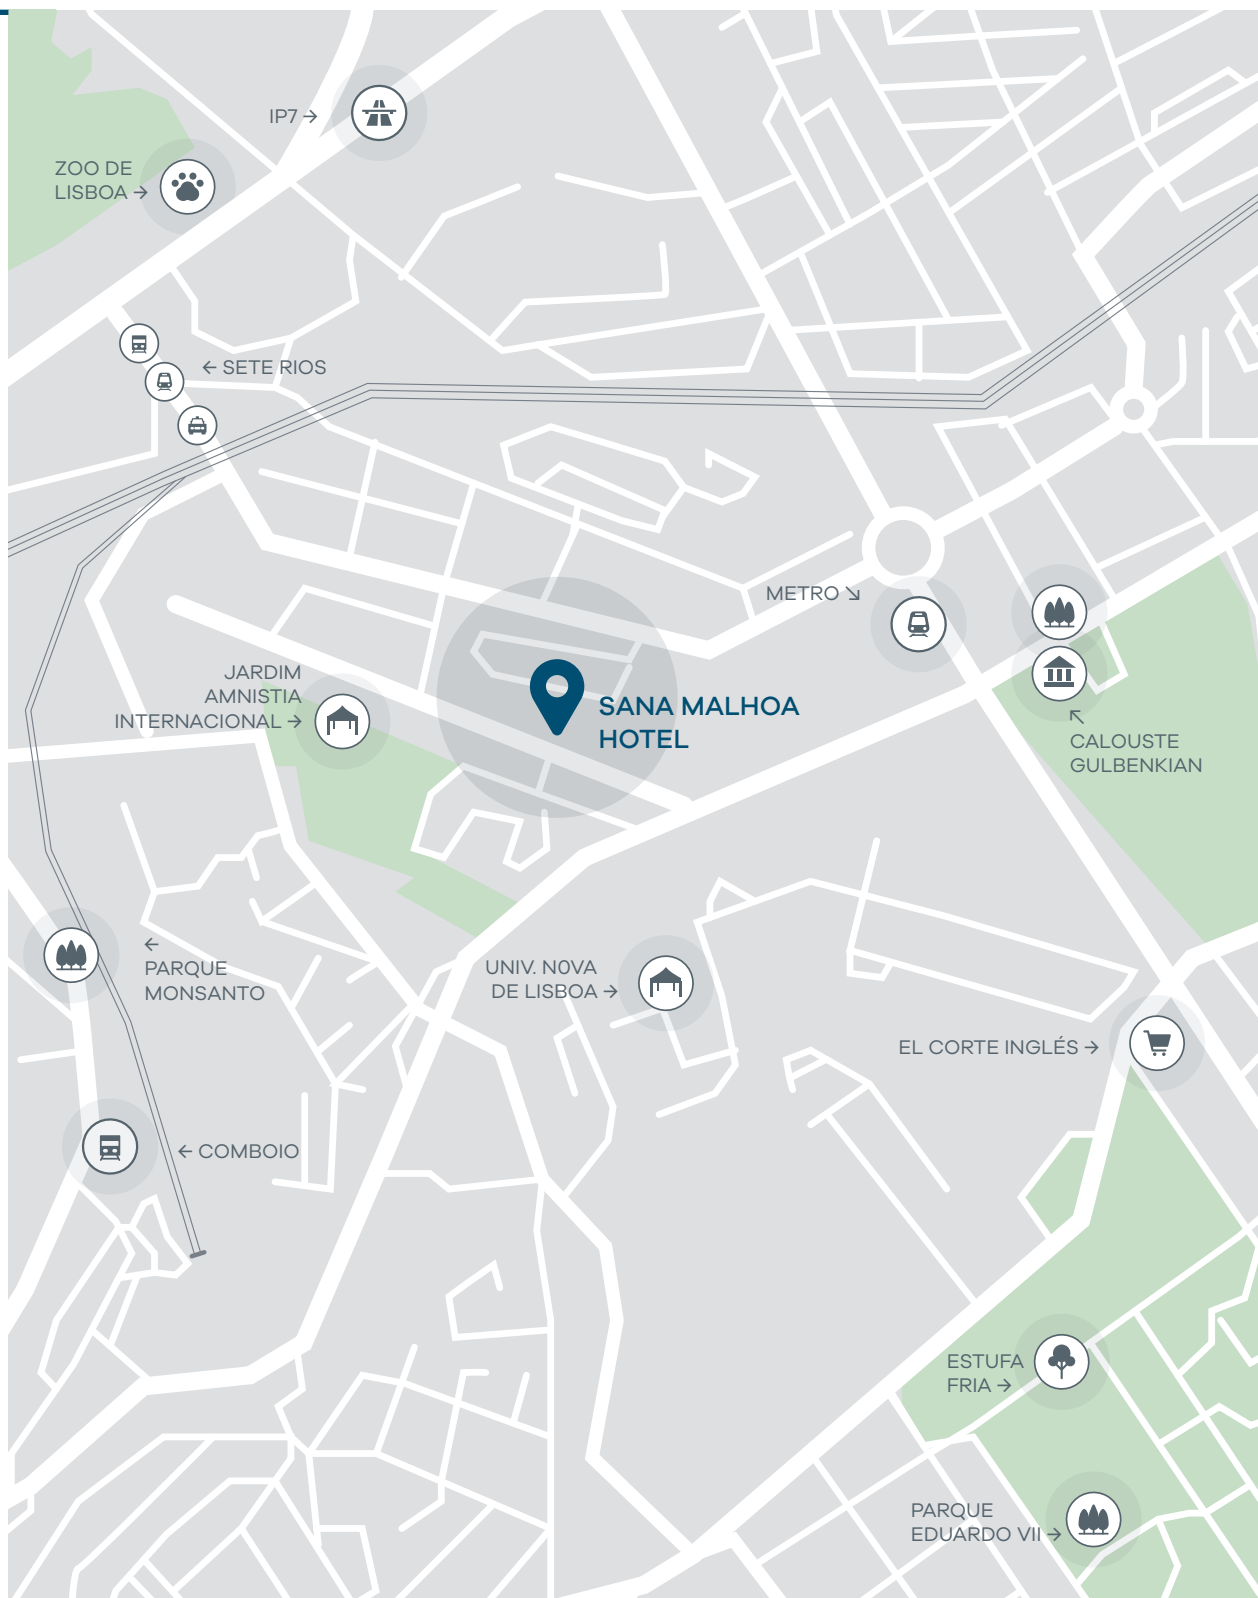 IP7 →
ZOO DE
LISBOA →
← SETE RIOS
METRO ↘
JARDIM
AMNISTIA
INTERNACIONAL →
SANA MALHOA
HOTEL
↖
CALOUSTE
GULBENKIAN
←
PARQUE
MONSANTO
UNIV. N0VA
DE LISBOA →
EL CORTE INGLÉS →
← COMBOIO
ESTUFA
FRIA →
PARQUE
EDUARDO VII →